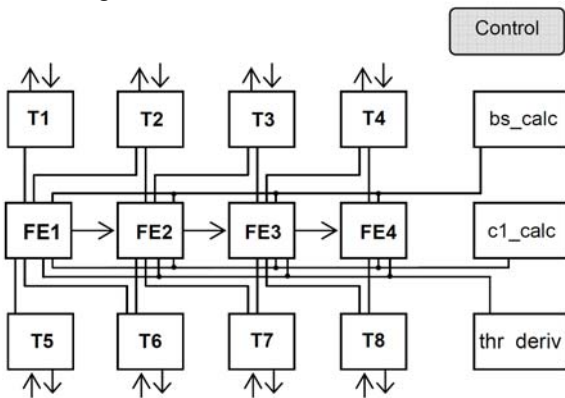 Control
T1 T2 T3 T4 bs_calc
FE1 FE2 FE3 FE4 c1_calc
T5 T6 T7 T8 thr deriv